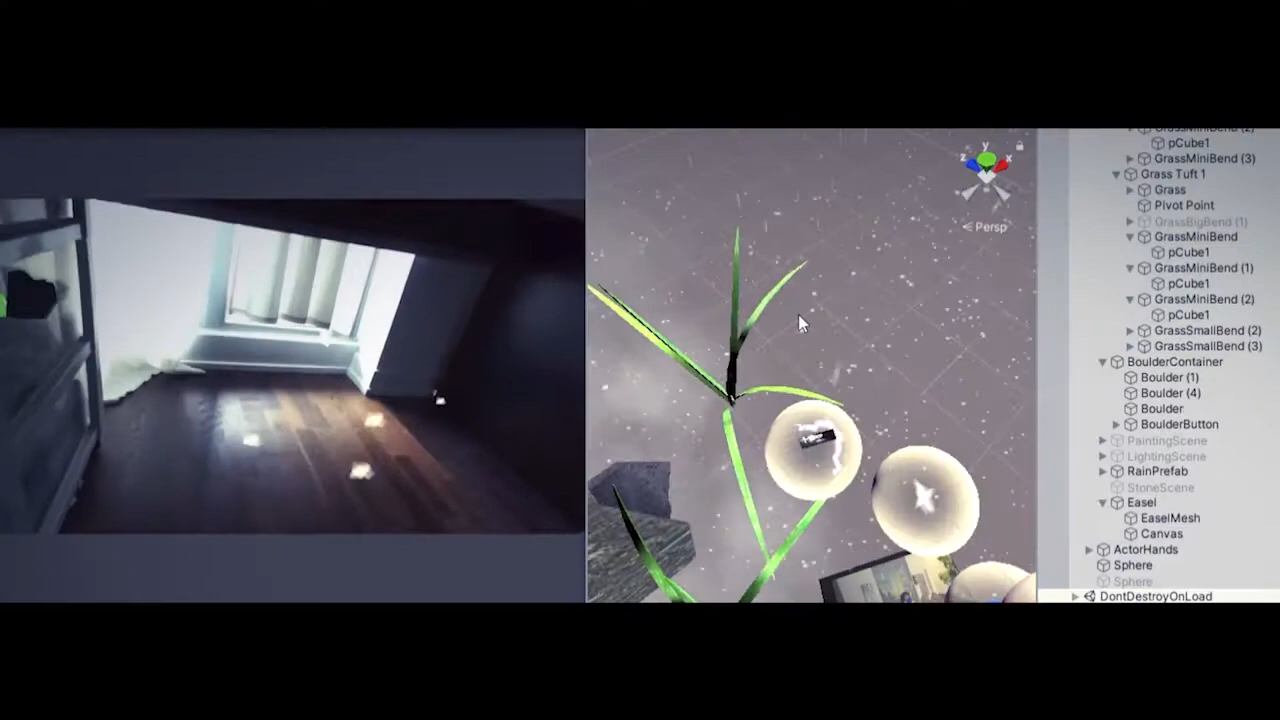 y
z
x
Persp
GrassMiniBend (2)
pCube1
GrassMiniBend (3)
Grass Tuft 1
Grass
Pivot Point
GrassBigBend (1)
GrassMiniBend
pCube1
GrassMiniBend (1)
pCube1
GrassMiniBend (2)
pCube1
GrassSmallBend (2)
GrassSmallBend (3)
BoulderContainer
Boulder (1)
Boulder (4)
Boulder
BoulderButton
PaintingScene
LightingScene
RainPrefab
StoneScene
Easel
EaselMesh
Canvas
ActorHands
Sphere
Sphere
DontDestroyOnLoad